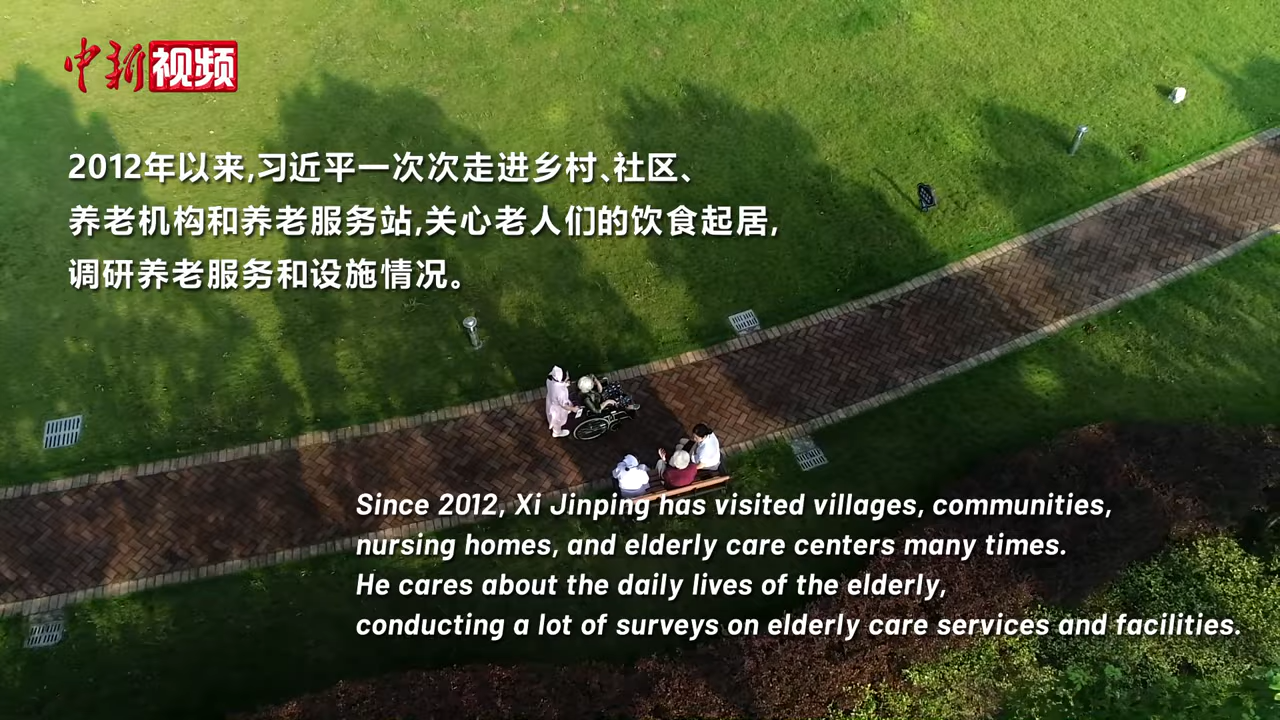 中新视频
2012年以来,习近平一次次走进乡村、社区、
养老机构和养老服务站,关心老人们的饮食起居,
调研养老服务和设施情况。
Since 2012, Xi Jinping has visited villages, communities,
nursing homes, and elderly care centers many times.
He cares about the daily lives of the elderly,
conducting a lot of surveys on elderly care services and facilities.